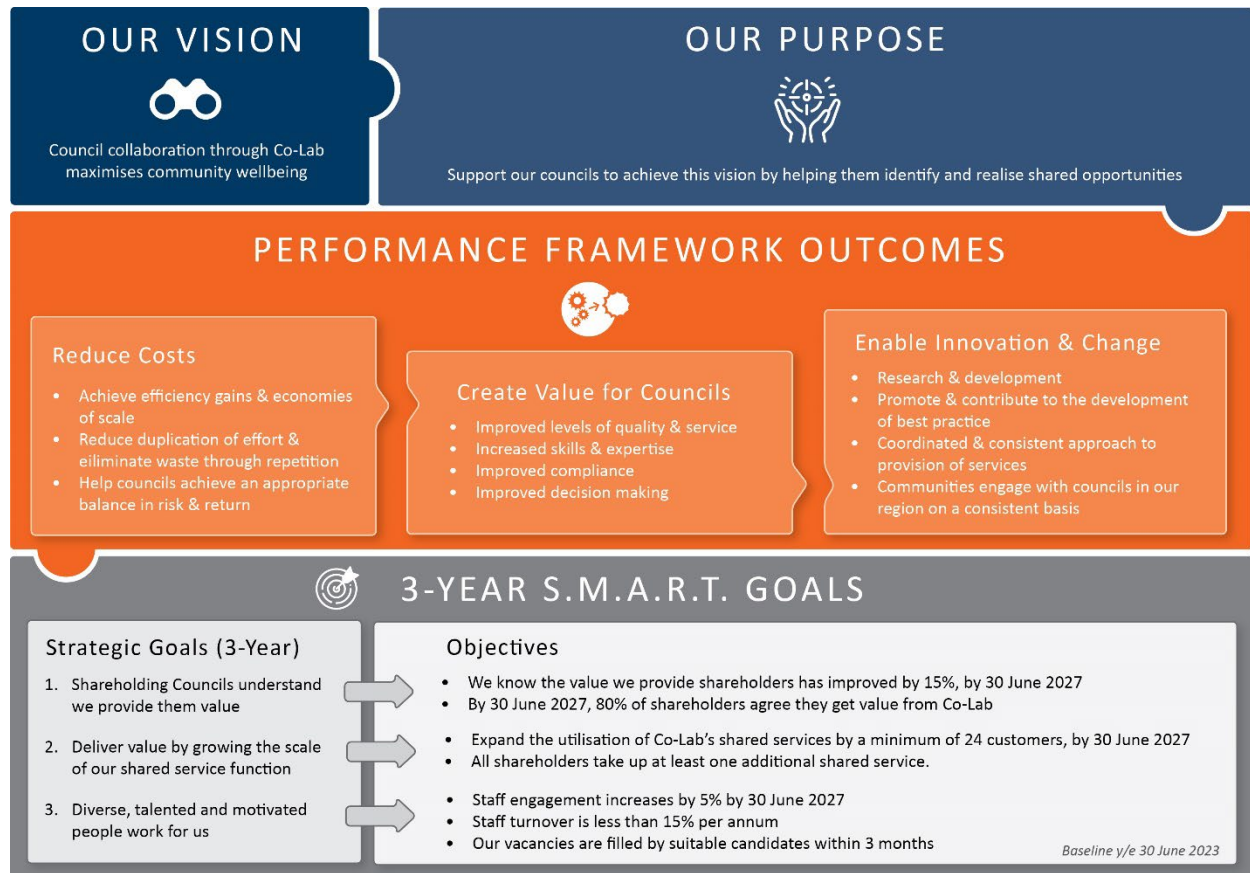 OUR VISION
Council collaboration through Co-Lab
maximises community wellbeing
OUR PURPOSE
Support our councils to achieve this vision by helping them identify and realise shared opportunities
PERFORMANCE FRAMEWORK OUTCOMES
Reduce Costs
• Achieve efficiency gains & economies
of scale
• Reduce duplication of effort &
eiliminate waste through repetition
• Help councils achieve an appropriate
balance in risk & return
Create Value for Councils
• Improved levels of quality & service
• Increased skills & expertise
• Improved compliance
• Improved decision making
Enable Innovation & Change
• Research & development
• Promote & contribute to the development
of best practice
• Coordinated & consistent approach to
provision of services
• Communities engage with councils in our
region on a consistent basis
3-YEAR S.M.A.R.T. GOALS
Strategic Goals (3-Year)
1. Shareholding Councils understand
we provide them value
2. Deliver value by growing the scale
of our shared service function
3. Diverse, talented and motivated
people work for us
Objectives
• We know the value we provide shareholders has improved by 15%, by 30 June 2027
• By 30 June 2027, 80% of shareholders agree they get value from Co-Lab
• Expand the utilisation of Co-Lab's shared services by a minimum of 24 customers, by 30 June 2027
• All shareholders take up at least one additional shared service.
• Staff engagement increases by 5% by 30 June 2027
• Staff turnover is less than 15% per annum
• Our vacancies are filled by suitable candidates within 3 months
Baseline y/e 30 June 2023